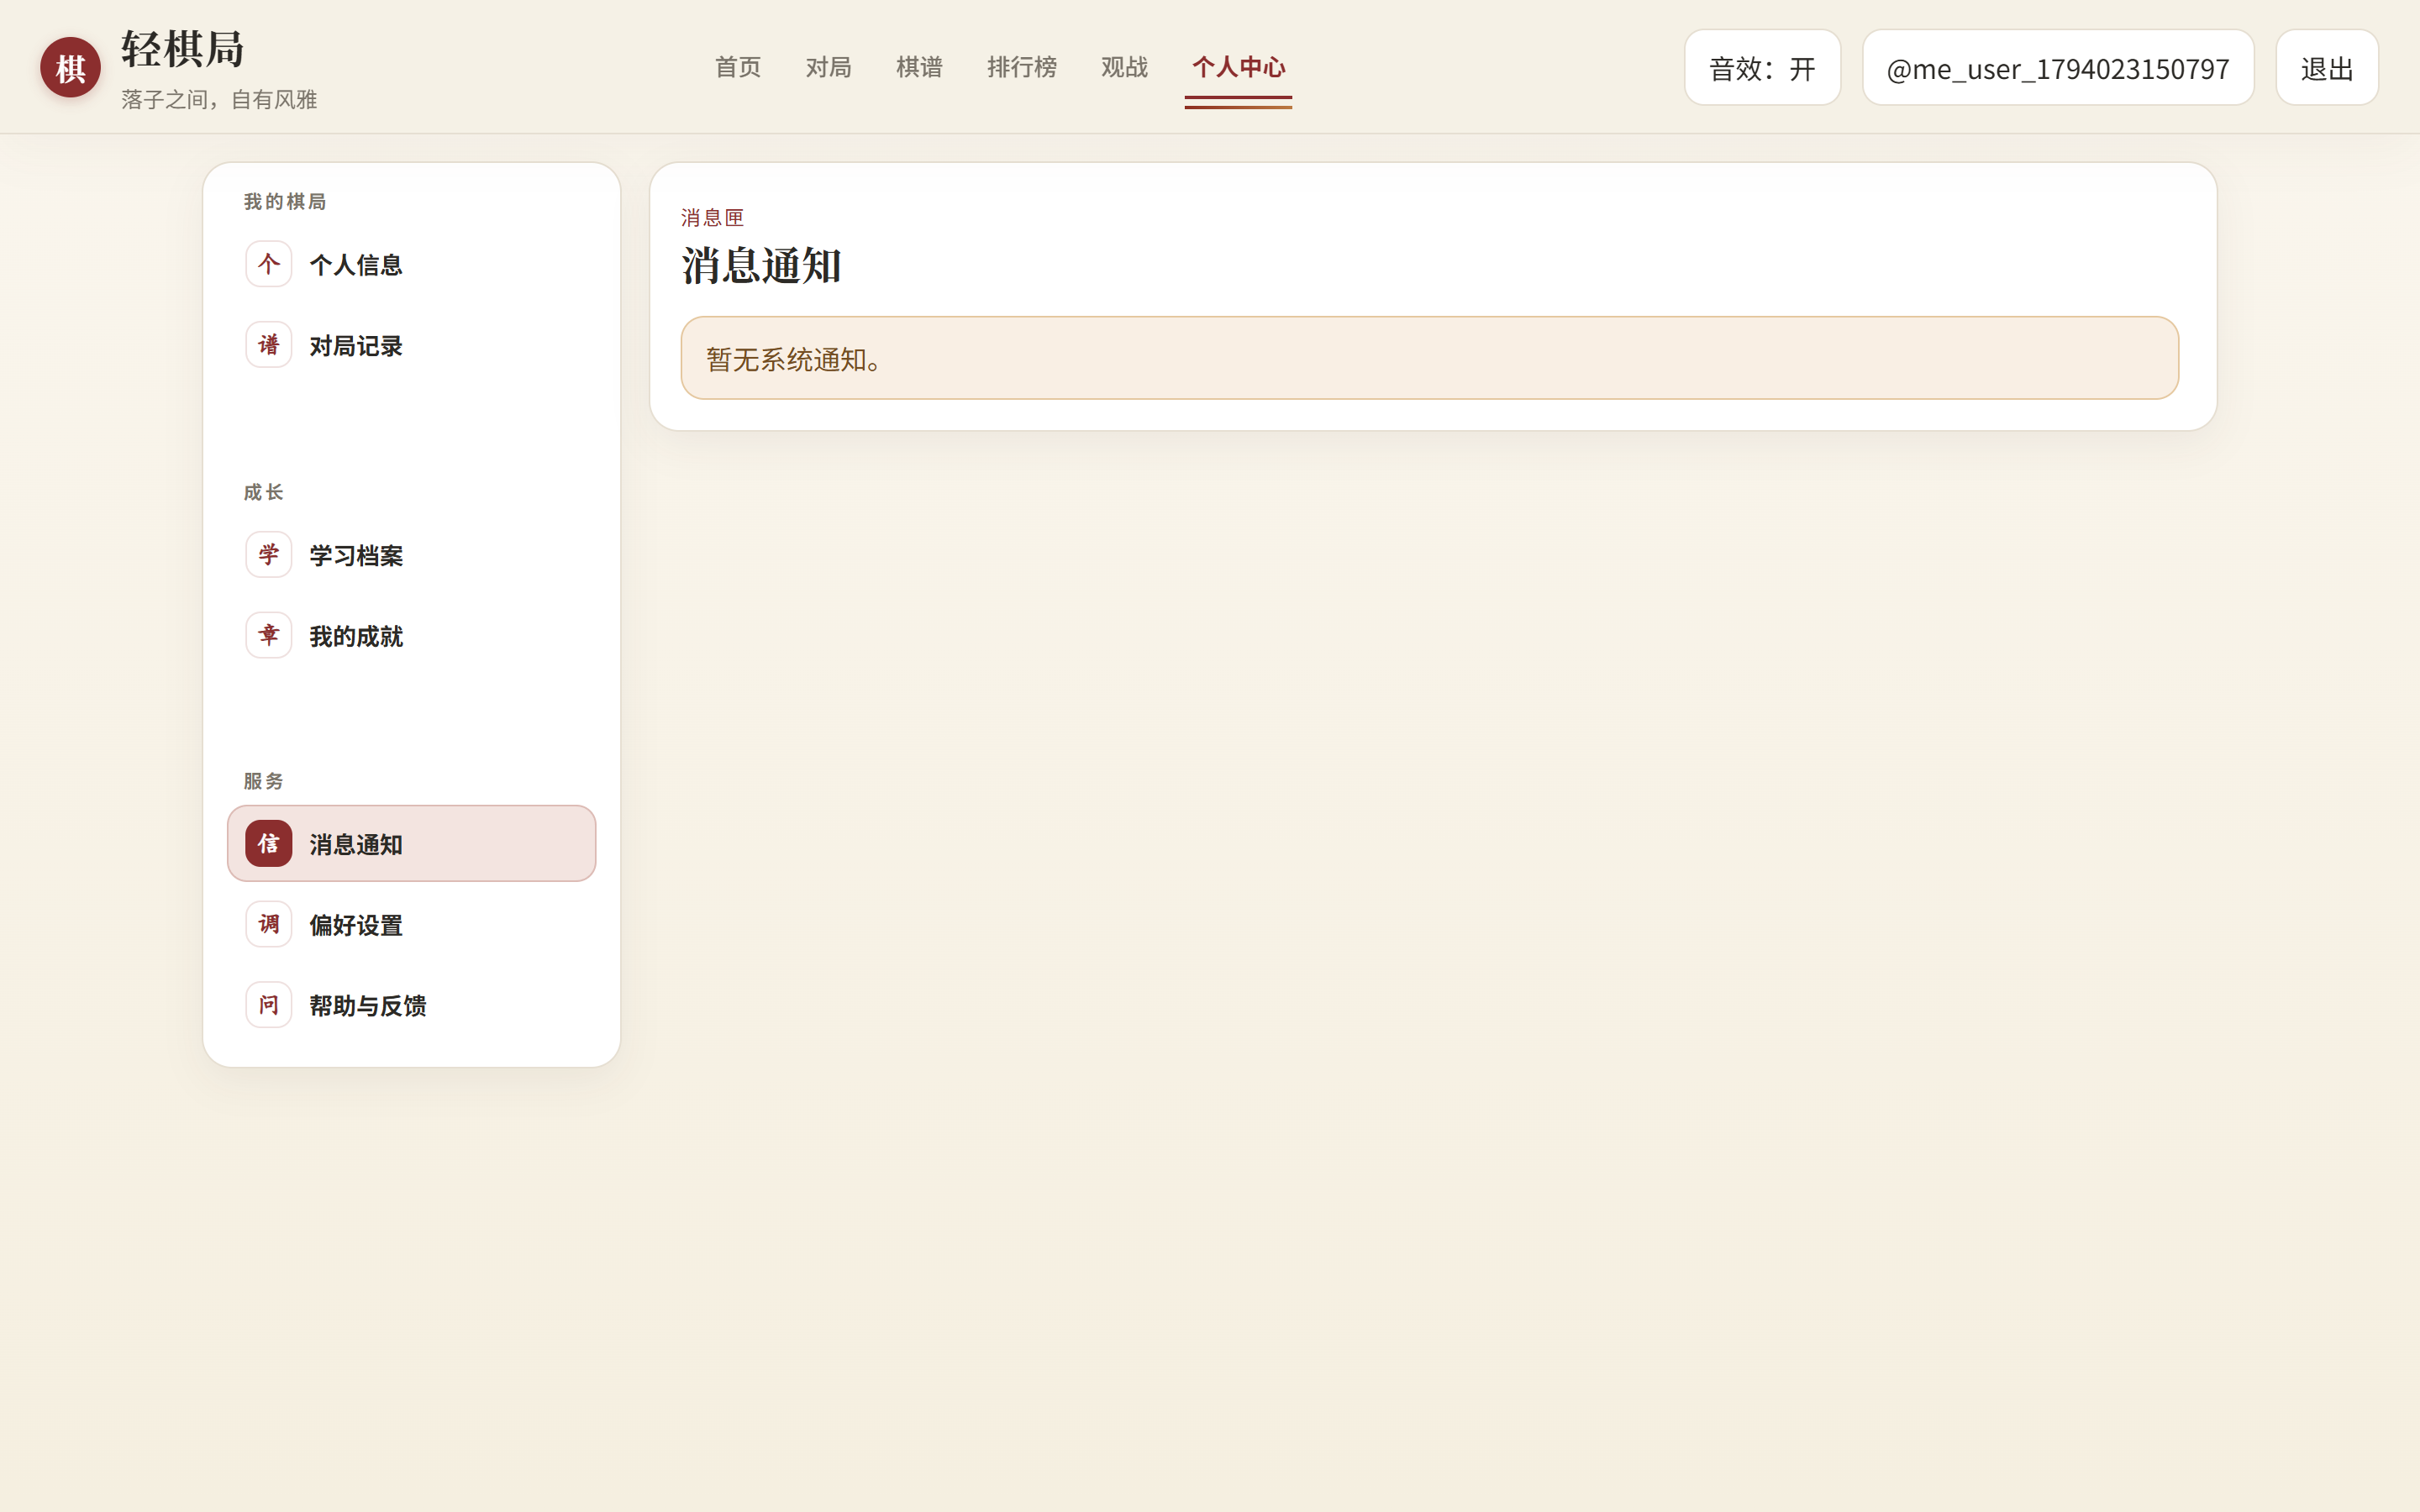 棋
轻棋局
落子之间，自有风雅
首页
对局
棋谱
排行榜
观战
个人中心
音效：开
@me_user_1794023150797
退出
我的棋局
个 个人信息
谱 对局记录
成长
学 学习档案
章 我的成就
服务
信 消息通知
调 偏好设置
问 帮助与反馈
消息匣
消息通知
暂无系统通知。